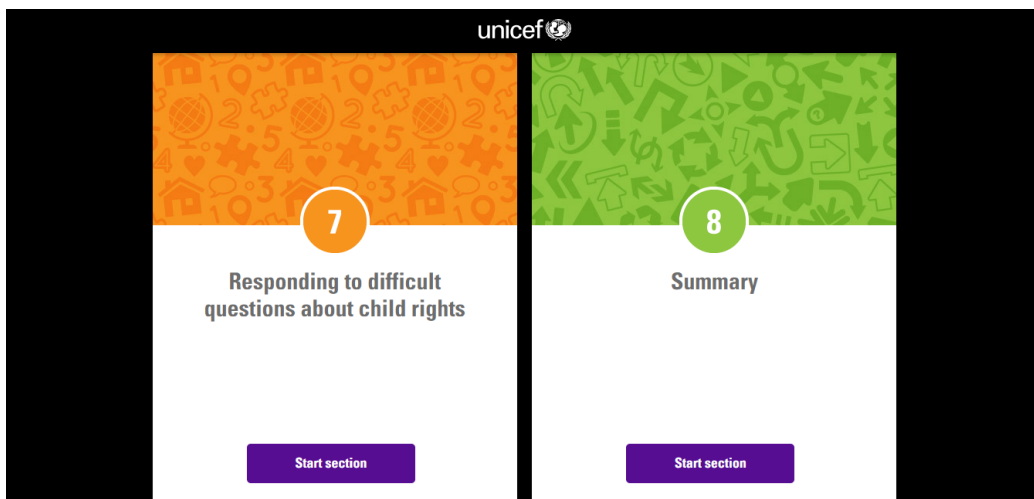 unicef
7
Responding to difficult
questions about child rights
Start section
8
Summary
Start section